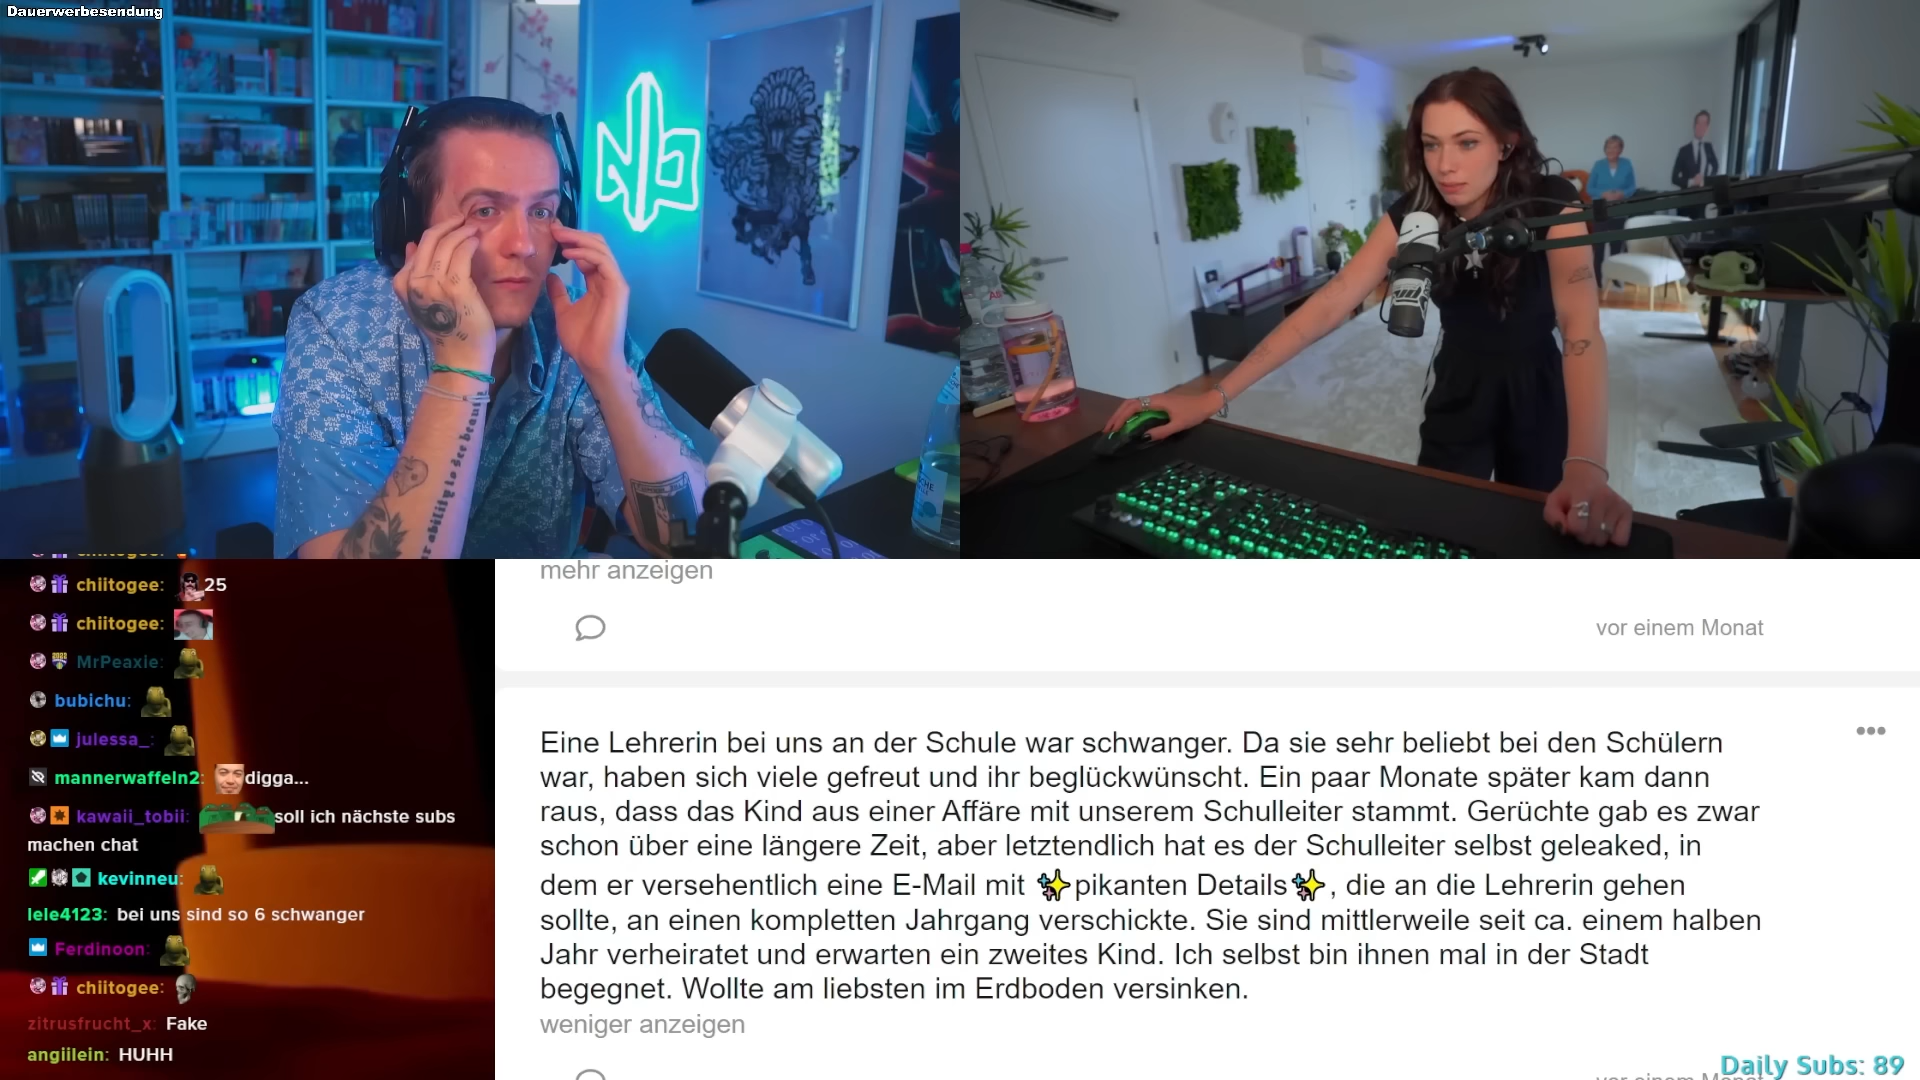 Dauerwerbesendung
chiitogee:
chiitogee: 25
chiitogee:
MrPeaxie:
bubichu:
julessa_:
mannerwaffeln2: digga...
kawaii_tobii: soll ich nächste subs
machen chat
kevinneu:
lele4123: bei uns sind so 6 schwanger
Ferdinoon:
chiitogee:
zitrusfrucht_x: Fake
angiilein: HUHH
mehr anzeigen
vor einem Monat
Eine Lehrerin bei uns an der Schule war schwanger. Da sie sehr beliebt bei den Schülern
war, haben sich viele gefreut und ihr beglückwünscht. Ein paar Monate später kam dann
raus, dass das Kind aus einer Affäre mit unserem Schulleiter stammt. Gerüchte gab es zwar
schon über eine längere Zeit, aber letztendlich hat es der Schulleiter selbst geleaked, in
dem er versehentlich eine E-Mail mit ✨pikanten Details✨, die an die Lehrerin gehen
sollte, an einen kompletten Jahrgang verschickte. Sie sind mittlerweile seit ca. einem halben
Jahr verheiratet und erwarten ein zweites Kind. Ich selbst bin ihnen mal in der Stadt
begegnet. Wollte am liebsten im Erdboden versinken.
weniger anzeigen
vor einem Monat
Daily Subs: 89